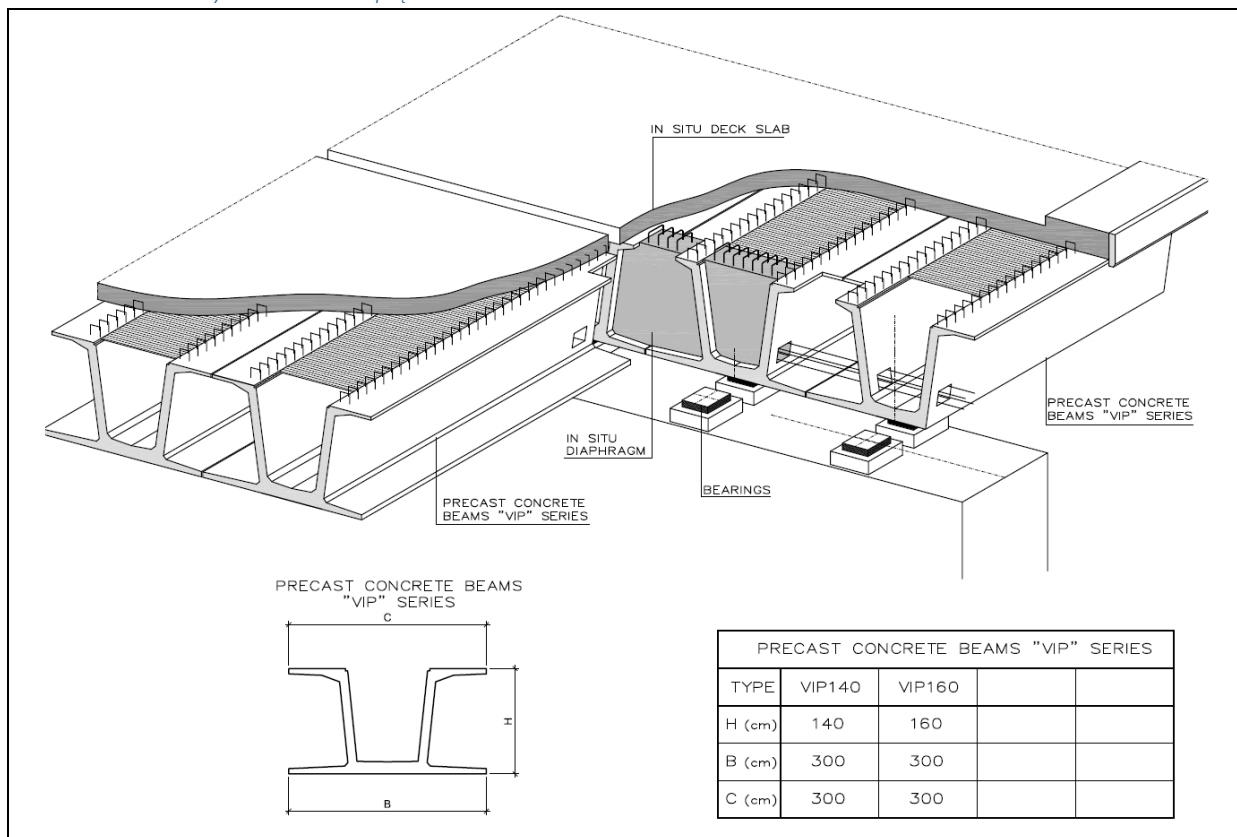 IN SITU DECK SLAB
PRECAST CONCRETE
BEAMS "VIP" SERIES
IN SITU
DIAPHRAGM
BEARINGS
PRECAST CONCRETE
BEAMS "VIP" SERIES
PRECAST CONCRETE BEAMS
"VIP" SERIES
C
H
B
PRECAST CONCRETE BEAMS "VIP" SERIES
TYPE VIP140 VIP160
H (cm) 140 160
B (cm) 300 300
C (cm) 300 300